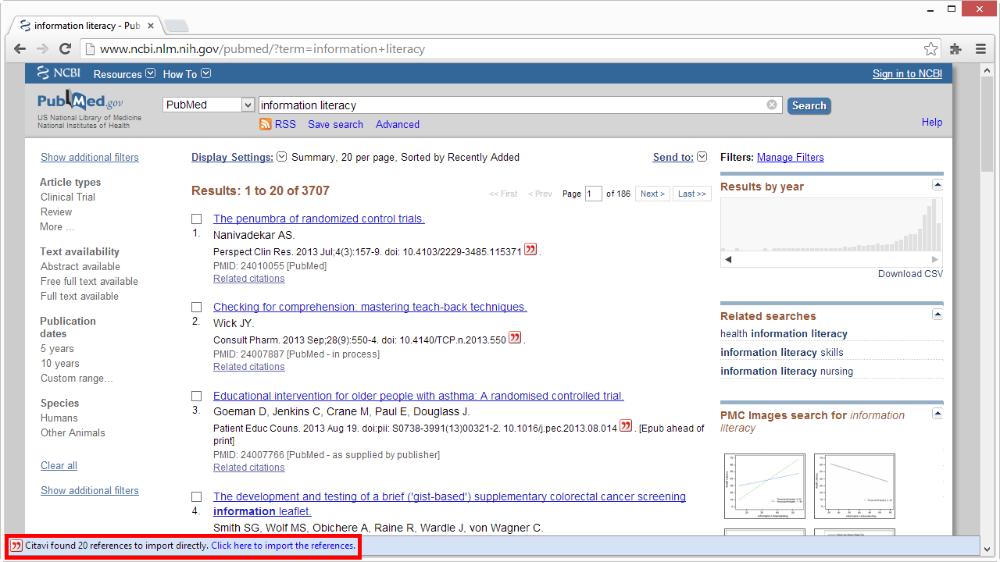 information literacy - Pub
www.ncbi.nlm.nih.gov/pubmed/?term=information+literacy
NCBI Resources How To Sign in to NCBI
PubMed.gov
US National Library of Medicine
National Institutes of Health
PubMed information literacy Search
RSS Save search Advanced Help
Show additional filters
Article types
Clinical Trial
Review
More ...
Text availability
Abstract available
Free full text available
Full text available
Publication
dates
5 years
10 years
Custom range...
Species
Humans
Other Animals
Clear all
Show additional filters
Display Settings: Summary, 20 per page, Sorted by Recently Added Send to:
Results: 1 to 20 of 3707
<< First < Prev Page 1 of 186 Next > Last >>
The penumbra of randomized control trials.
1. Nanivadekar AS.
Perspect Clin Res. 2013 Jul;4(3):157-9. doi: 10.4103/2229-3485.115371 .
PMID: 24010055 [PubMed]
Related citations
Checking for comprehension: mastering teach-back techniques.
2. Wick JY.
Consult Pharm. 2013 Sep;28(9):550-4. doi: 10.4140/TCP.n.2013.550 .
PMID: 24007887 [PubMed - in process]
Related citations
Educational intervention for older people with asthma: A randomised controlled trial.
3. Goeman D, Jenkins C, Crane M, Paul E, Douglass J.
Patient Educ Couns. 2013 Aug 19. doi:pii: S0738-3991(13)00321-2. 10.1016/j.pec.2013.08.014 . [Epub ahead of
print]
PMID: 24007766 [PubMed - as supplied by publisher]
Related citations
The development and testing of a brief ('gist-based') supplementary colorectal cancer screening
4. information leaflet.
Smith SG, Wolf MS, Obichere A, Raine R, Wardle J, von Wagner C.
Filters: Manage Filters
Results by year
Download CSV
Related searches
health information literacy
information literacy skills
information literacy nursing
PMC Images search for information
literacy
Information Understanding
Information Understanding
Citavi found 20 references to import directly. Click here to import the references.